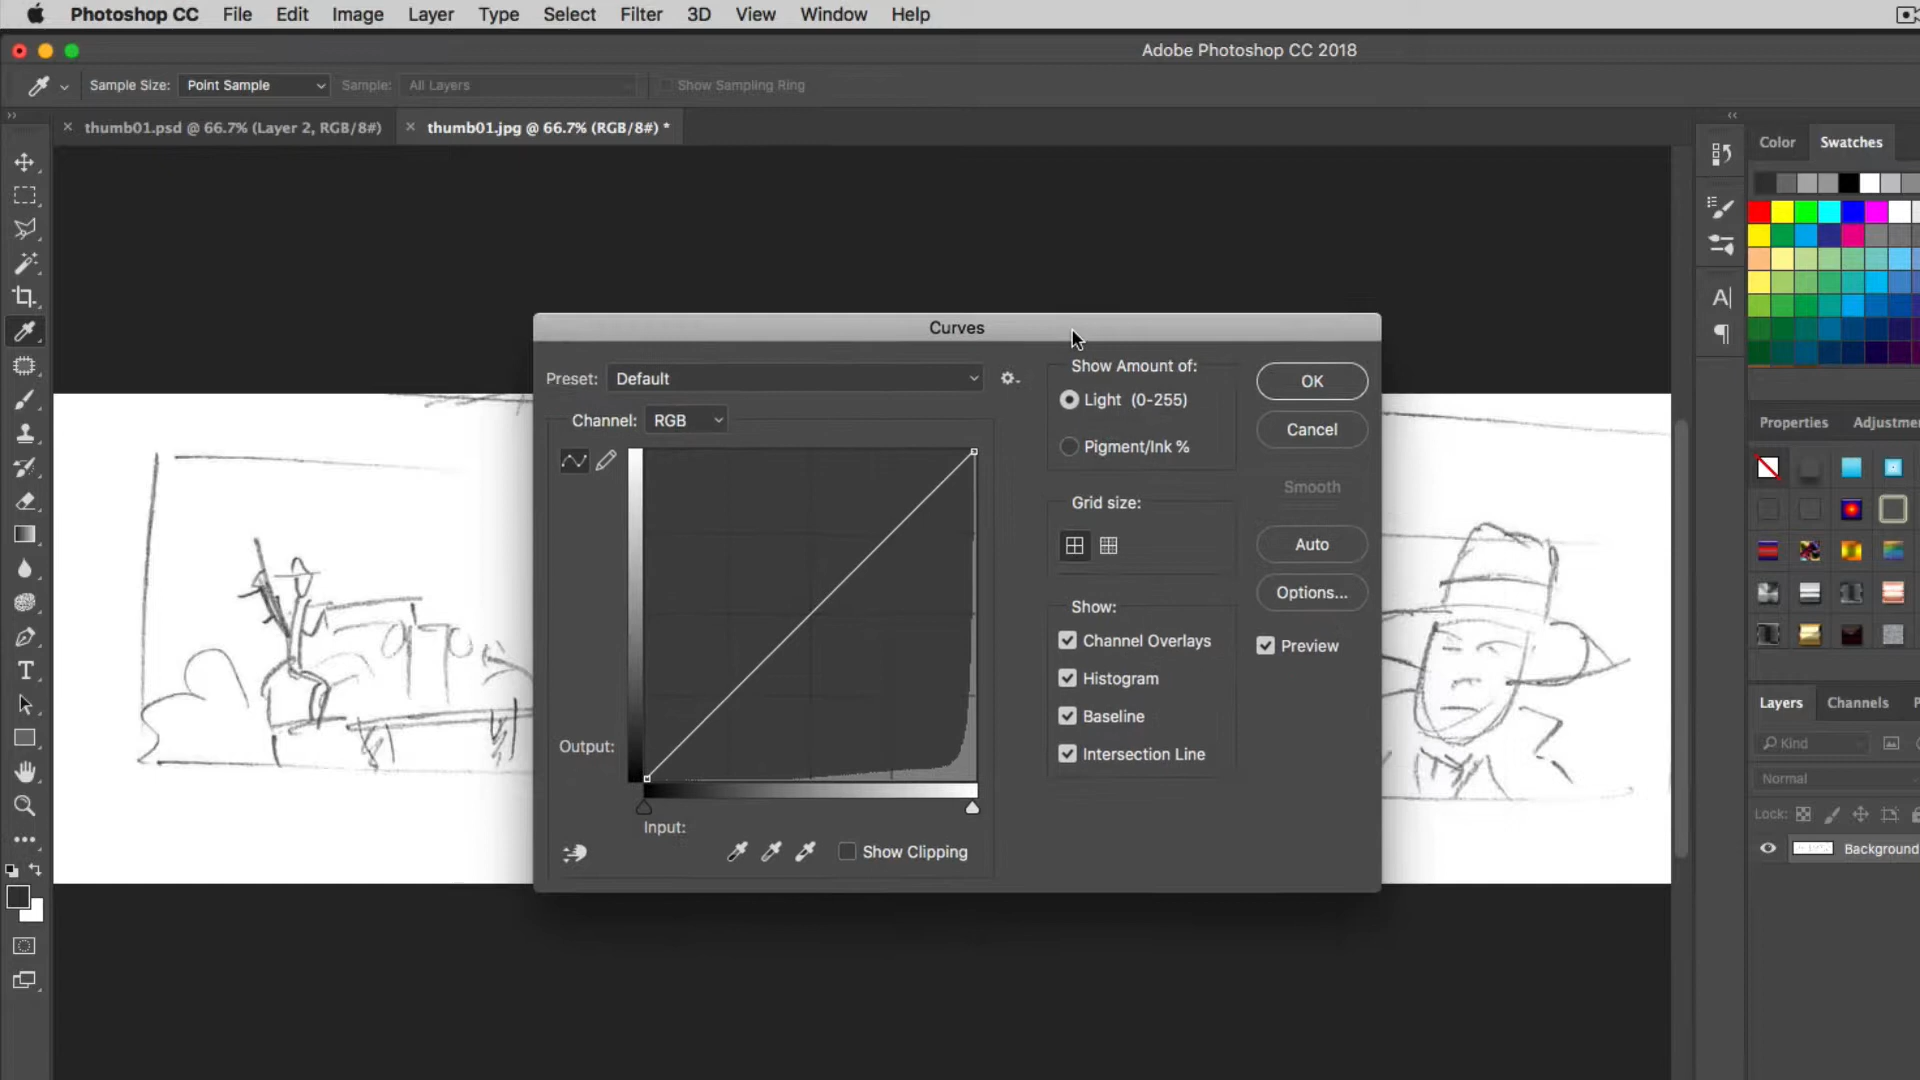 Photoshop CC File Edit Image Layer Type Select Filter 3D View Window Help
Adobe Photoshop CC 2018
Sample Size: Point Sample Sample: All Layers Show Sampling Ring
thumb01.psd @ 66.7% (Layer 2, RGB/8#) thumb01.jpg @ 66.7% (RGB/8#) *
Color Swatches
Curves
Preset: Default
Channel: RGB
Output:
Input:
Show Clipping
Show Amount of:
Light (0-255)
Pigment/Ink %
Grid size:
Show:
Channel Overlays
Histogram
Baseline
Intersection Line
OK
Cancel
Smooth
Auto
Options...
Preview
Properties Adjustme
Layers Channels P
Kind
Normal
Lock:
Background